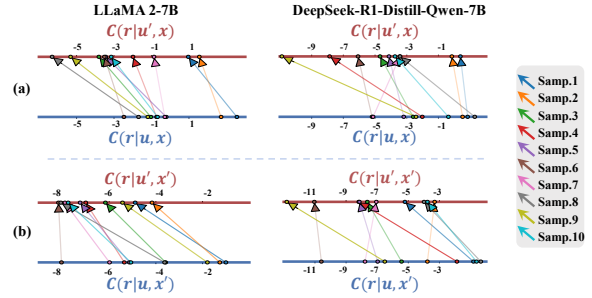 LLaMA 2-7B
DeepSeek-R1-Distill-Qwen-7B
C(r|u′, x)
C(r|u′, x)
(a)
-5 -3 -1 1
-9 -7 -5 -3 -1
-5 -3 -1 1
-9 -7 -5 -3 -1
C(r|u, x)
C(r|u, x)
C(r|u′, x′)
C(r|u′, x′)
(b)
-8 -6 -4 -2
-11 -9 -7 -5 -3 -1
-8 -6 -4 -2
-11 -9 -7 -5 -3 -1
C(r|u, x′)
C(r|u, x′)
Samp.1
Samp.2
Samp.3
Samp.4
Samp.5
Samp.6
Samp.7
Samp.8
Samp.9
Samp.10